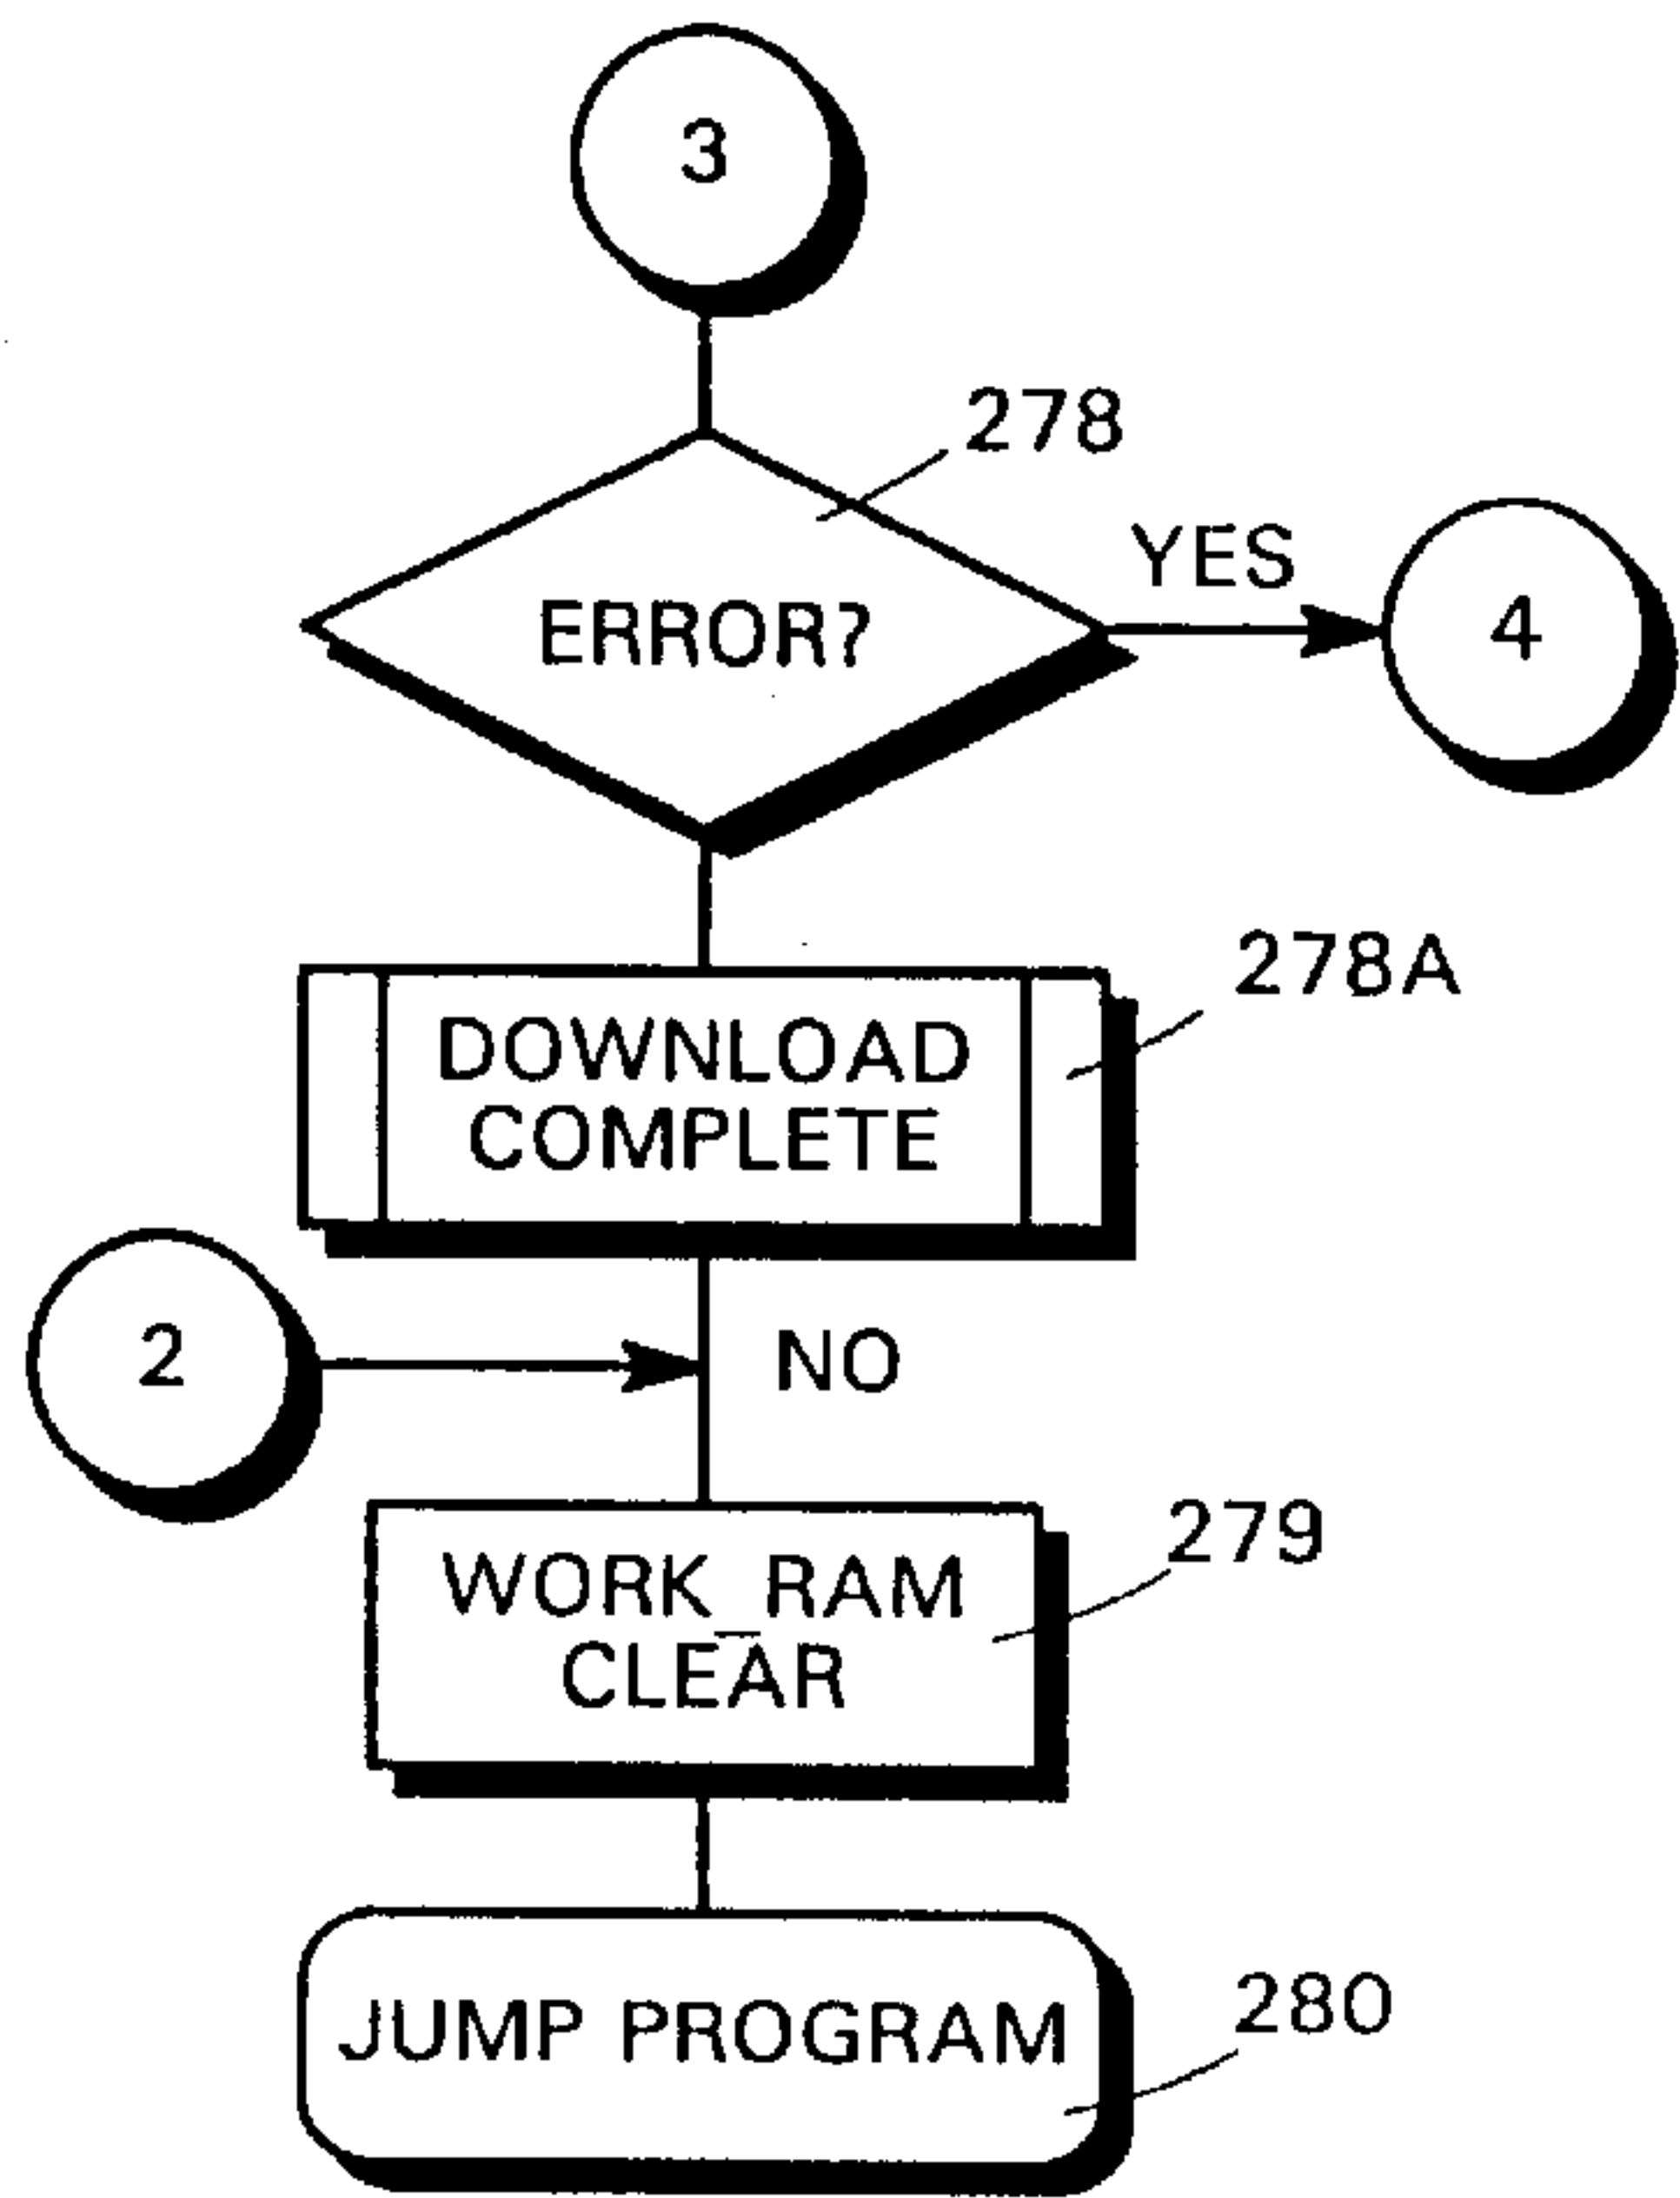 3
278
YES
ERROR?
4
278A
DOWNLOAD
COMPLETE
2
NO
279
WORK_RAM
CLEAR
280
JUMP PROGRAM